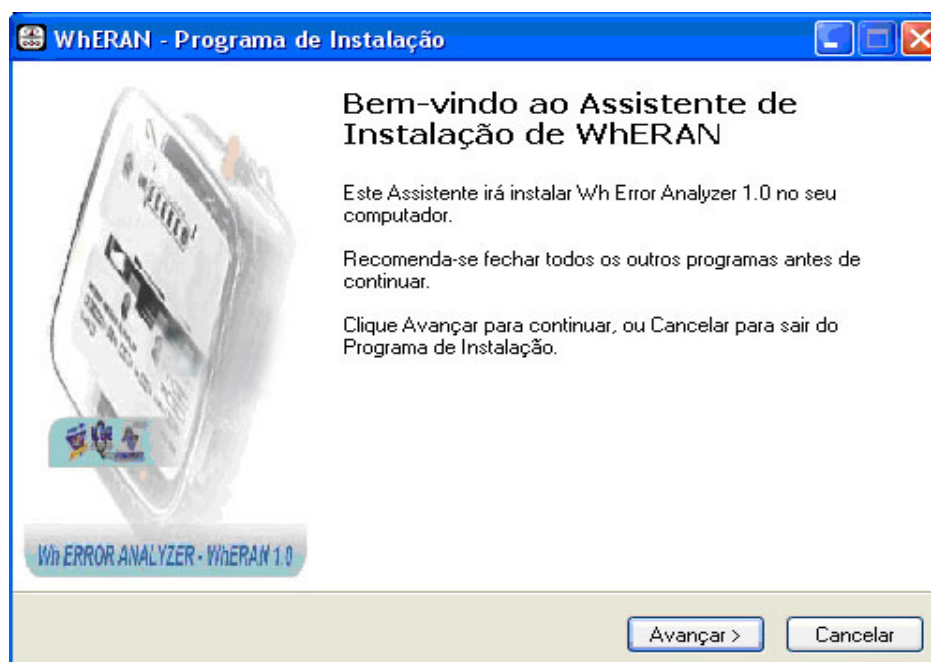 WhERAN - Programa de Instalação
Bem-vindo ao Assistente de
Instalação de WhERAN
Este Assistente irá instalar Wh Error Analyzer 1.0 no seu
computador.
Recomenda-se fechar todos os outros programas antes de
continuar.
Clique Avançar para continuar, ou Cancelar para sair do
Programa de Instalação.
Wh ERROR ANALYZER - WhERAN 1.0
Avançar >
Cancelar